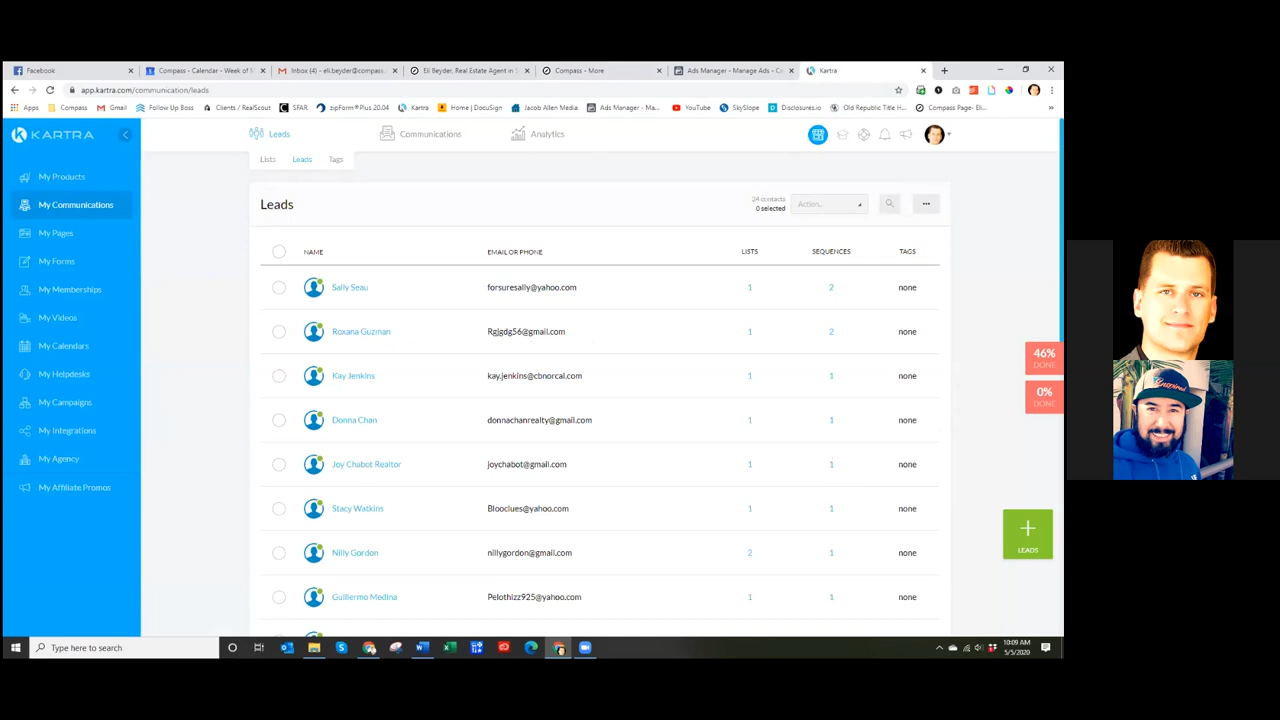 Facebook
Compass - Calendar - Week of M
Inbox (4) - eli.beyder@compass.
Eli Beyder, Real Estate Agent in S
Compass - More
Ads Manager - Manage Ads - C
Kartra
app.kartra.com/communication/leads
Apps
Compass
Gmail
Follow Up Boss
Clients / RealScout
SFAR
zipForm®Plus 20.04
Kartra
Home | DocuSign
Jacob Allen Media
Ads Manager - Ma...
YouTube
SkySlope
Disclosures.io
Old Republic Title H...
Compass Page- Eli...
KARTRA
Leads
Communications
Analytics
Lists
Leads
Tags
My Products
My Communications
My Pages
My Forms
My Memberships
My Videos
My Calendars
My Helpdesks
My Campaigns
My Integrations
My Agency
My Affiliate Promos
Leads
34 contacts
0 selected
Action..
NAME EMAIL OR PHONE LISTS SEQUENCES TAGS
Sally Seau forsuresally@yahoo.com 1 2 none
Roxana Guzman Rgjgdg56@gmail.com 1 2 none
Kay Jenkins kay.jenkins@cbnorcal.com 1 1 none
Donna Chan donnachanrealty@gmail.com 1 1 none
Joy Chabot Realtor joychabot@gmail.com 1 1 none
Stacy Watkins Blooclues@yahoo.com 1 1 none
Nilly Gordon nillygordon@gmail.com 2 1 none
Guillermo Medina Pelothizz925@yahoo.com 1 1 none
46%
DONE
0%
DONE
LEADS
Inspired
Type here to search
10:09 AM
5/5/2020